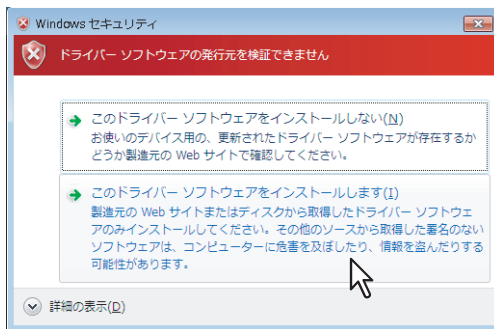 Windows セキュリティ
ドライバー ソフトウェアの発行元を検証できません
このドライバー ソフトウェアをインストールしない(N)
お使いのデバイス用の、更新されたドライバー ソフトウェアが存在するか
どうか製造元の Web サイトで確認してください。
このドライバー ソフトウェアをインストールします(I)
製造元の Web サイトまたはディスクから取得したドライバー ソフトウェ
アのみインストールしてください。その他のソースから取得した署名のない
ソフトウェアは、コンピューターに危害を及ぼしたり、情報を盗んだりする
可能性があります。
詳細の表示(D)